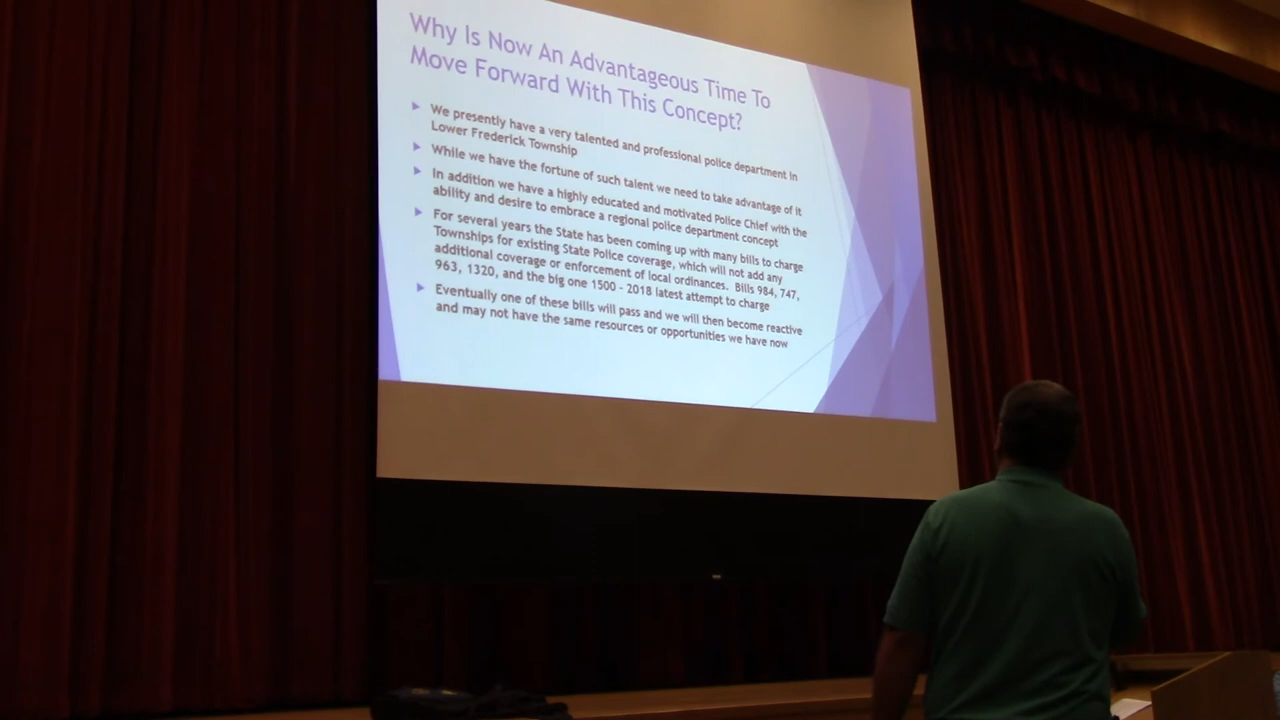 Why Is Now An Advantageous Time To
Move Forward With This Concept?
We presently have a very talented and professional police department in
Lower Frederick Township
While we have the fortune of such talent we need to take advantage of it
In addition we have a highly educated and motivated Police Chief with the
ability and desire to embrace a regional police department concept
For several years the State has been coming up with many bills to charge
Townships for existing State Police coverage, which will not add any
additional coverage or enforcement of local ordinances. Bills 984, 747,
963, 1320, and the big one 1500 - 2018 latest attempt to charge
Eventually one of these bills will pass and we will then become reactive
and may not have the same resources or opportunities we have now